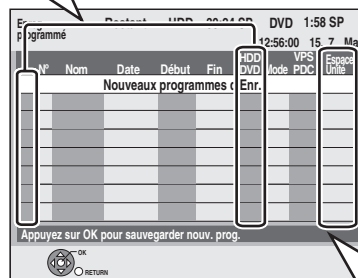 Restant HDD DVD 1:58 SP
programmé
12:56:00 15. 7. Ma
N° Nom Date Début Fin HDD DVD Mode VPS PDC Espace Unité
Nouveaux programmes d'Enr.
Appuyez sur OK pour sauvegarder nouv. prog.
OK
RETURN